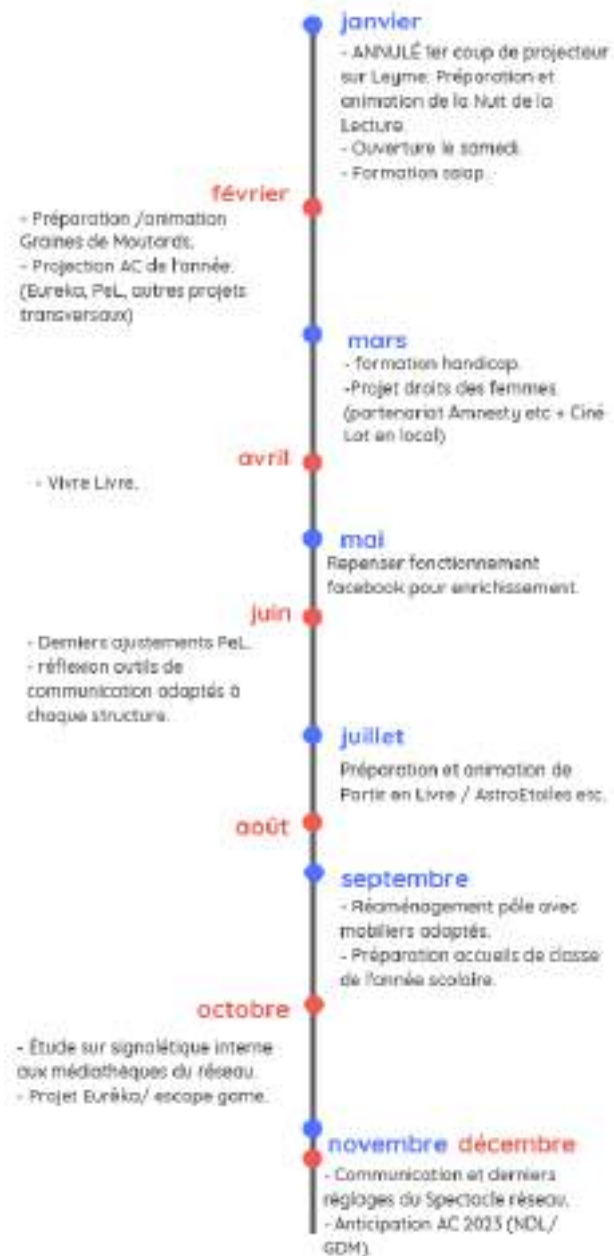 janvier
- ANNULÉ 1er coup de projecteur
sur Leyme: Préparation et
animation de la Nuit de la
Lecture.
- Ouverture le samedi.
- Formation ssiap.
février
- Préparation /animation
Graines de Moutards.
- Projection AC de l'année.
(Eureka, PeL, autres projets
transversaux)
mars
- formation handicap.
-Projet droits des femmes
(partenariat Amnesty etc + Ciné
Lot en local)
avril
- Vivre Livre.
mai
Repenser fonctionnement
facebook pour enrichissement.
juin
- Derniers ajustements PeL.
- réflexion outils de
communication adaptés à
chaque structure.
juillet
Préparation et animation de
Partir en Livre / AstroEtoiles etc.
août
septembre
- Réaménagement pôle avec
mobiliers adaptés.
- Préparation accueils de classe
de l'année scolaire.
octobre
- Étude sur signalétique interne
aux médiathèques du réseau.
- Projet Eurêka/ escape game.
novembre décembre
- Communication et derniers
réglages du Spectacle réseau.
- Anticipation AC 2023 (NDL/
GDM).